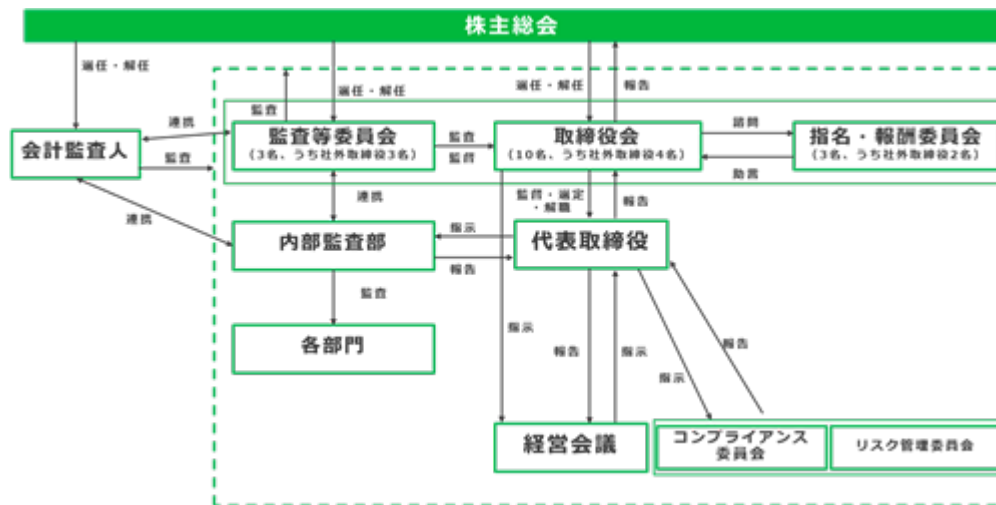 株主総会
選任・解任
選任・解任
選任・解任
報告
監査
連携
会計監査人
監査
監査等委員会
(3名、うち社外取締役3名)
監査
監督
取締役会
(10名、うち社外取締役4名)
諮問
助言
指名・報酬委員会
(3名、うち社外取締役2名)
連携
連携
監督・選定
・解職
報告
内部監査部
指示
報告
代表取締役
監査
各部門
指示
報告
指示
指示
報告
経営会議
コンプライアンス
委員会
リスク管理委員会